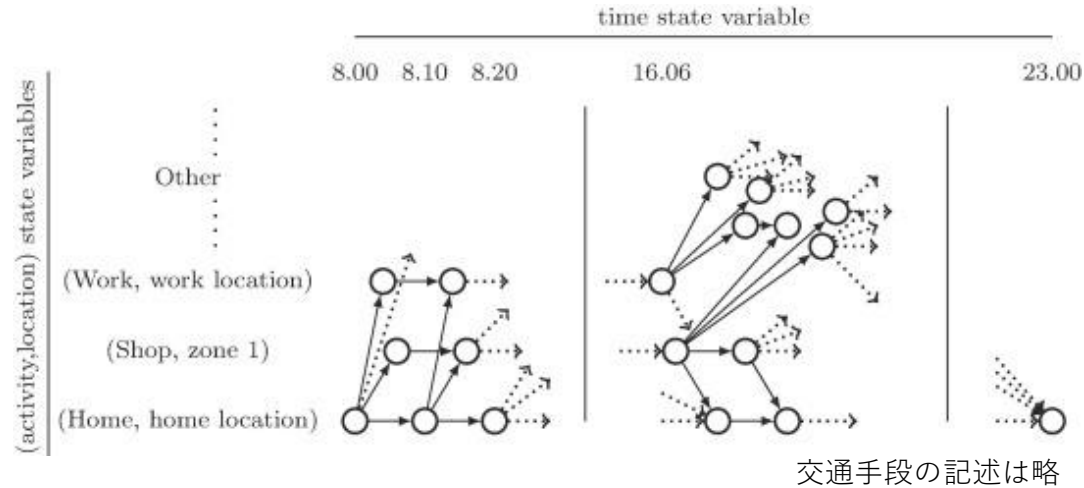 time state variable
8.00 8.10 8.20 16.06 23.00
(activity,location) state variables
Other
(Work, work location)
(Shop, zone 1)
(Home, home location)
交通手段の記述は略